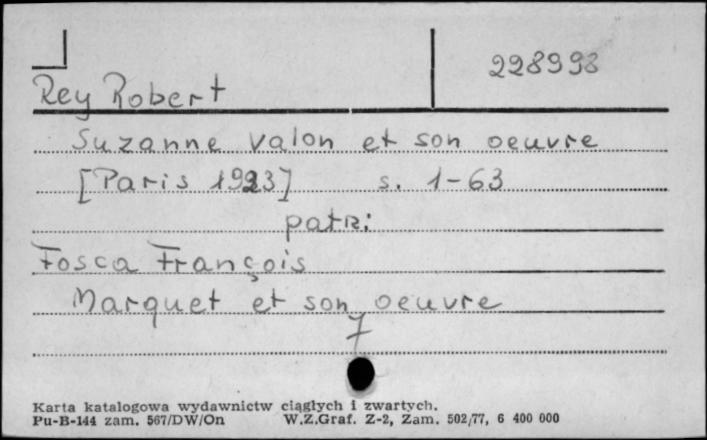 228993
Rey Robert
Suzanne Valon et son oeuvre
[Paris 1923] s. 1-63
patrz:
Fosca François
Marquet et son oeuvre
7
Karta katalogowa wydawnictw ciągłych i zwartych.
Pu-B-144 zam. 567/DW/On W.Z.Graf. Z-2, Zam. 502/77, 6 400 000